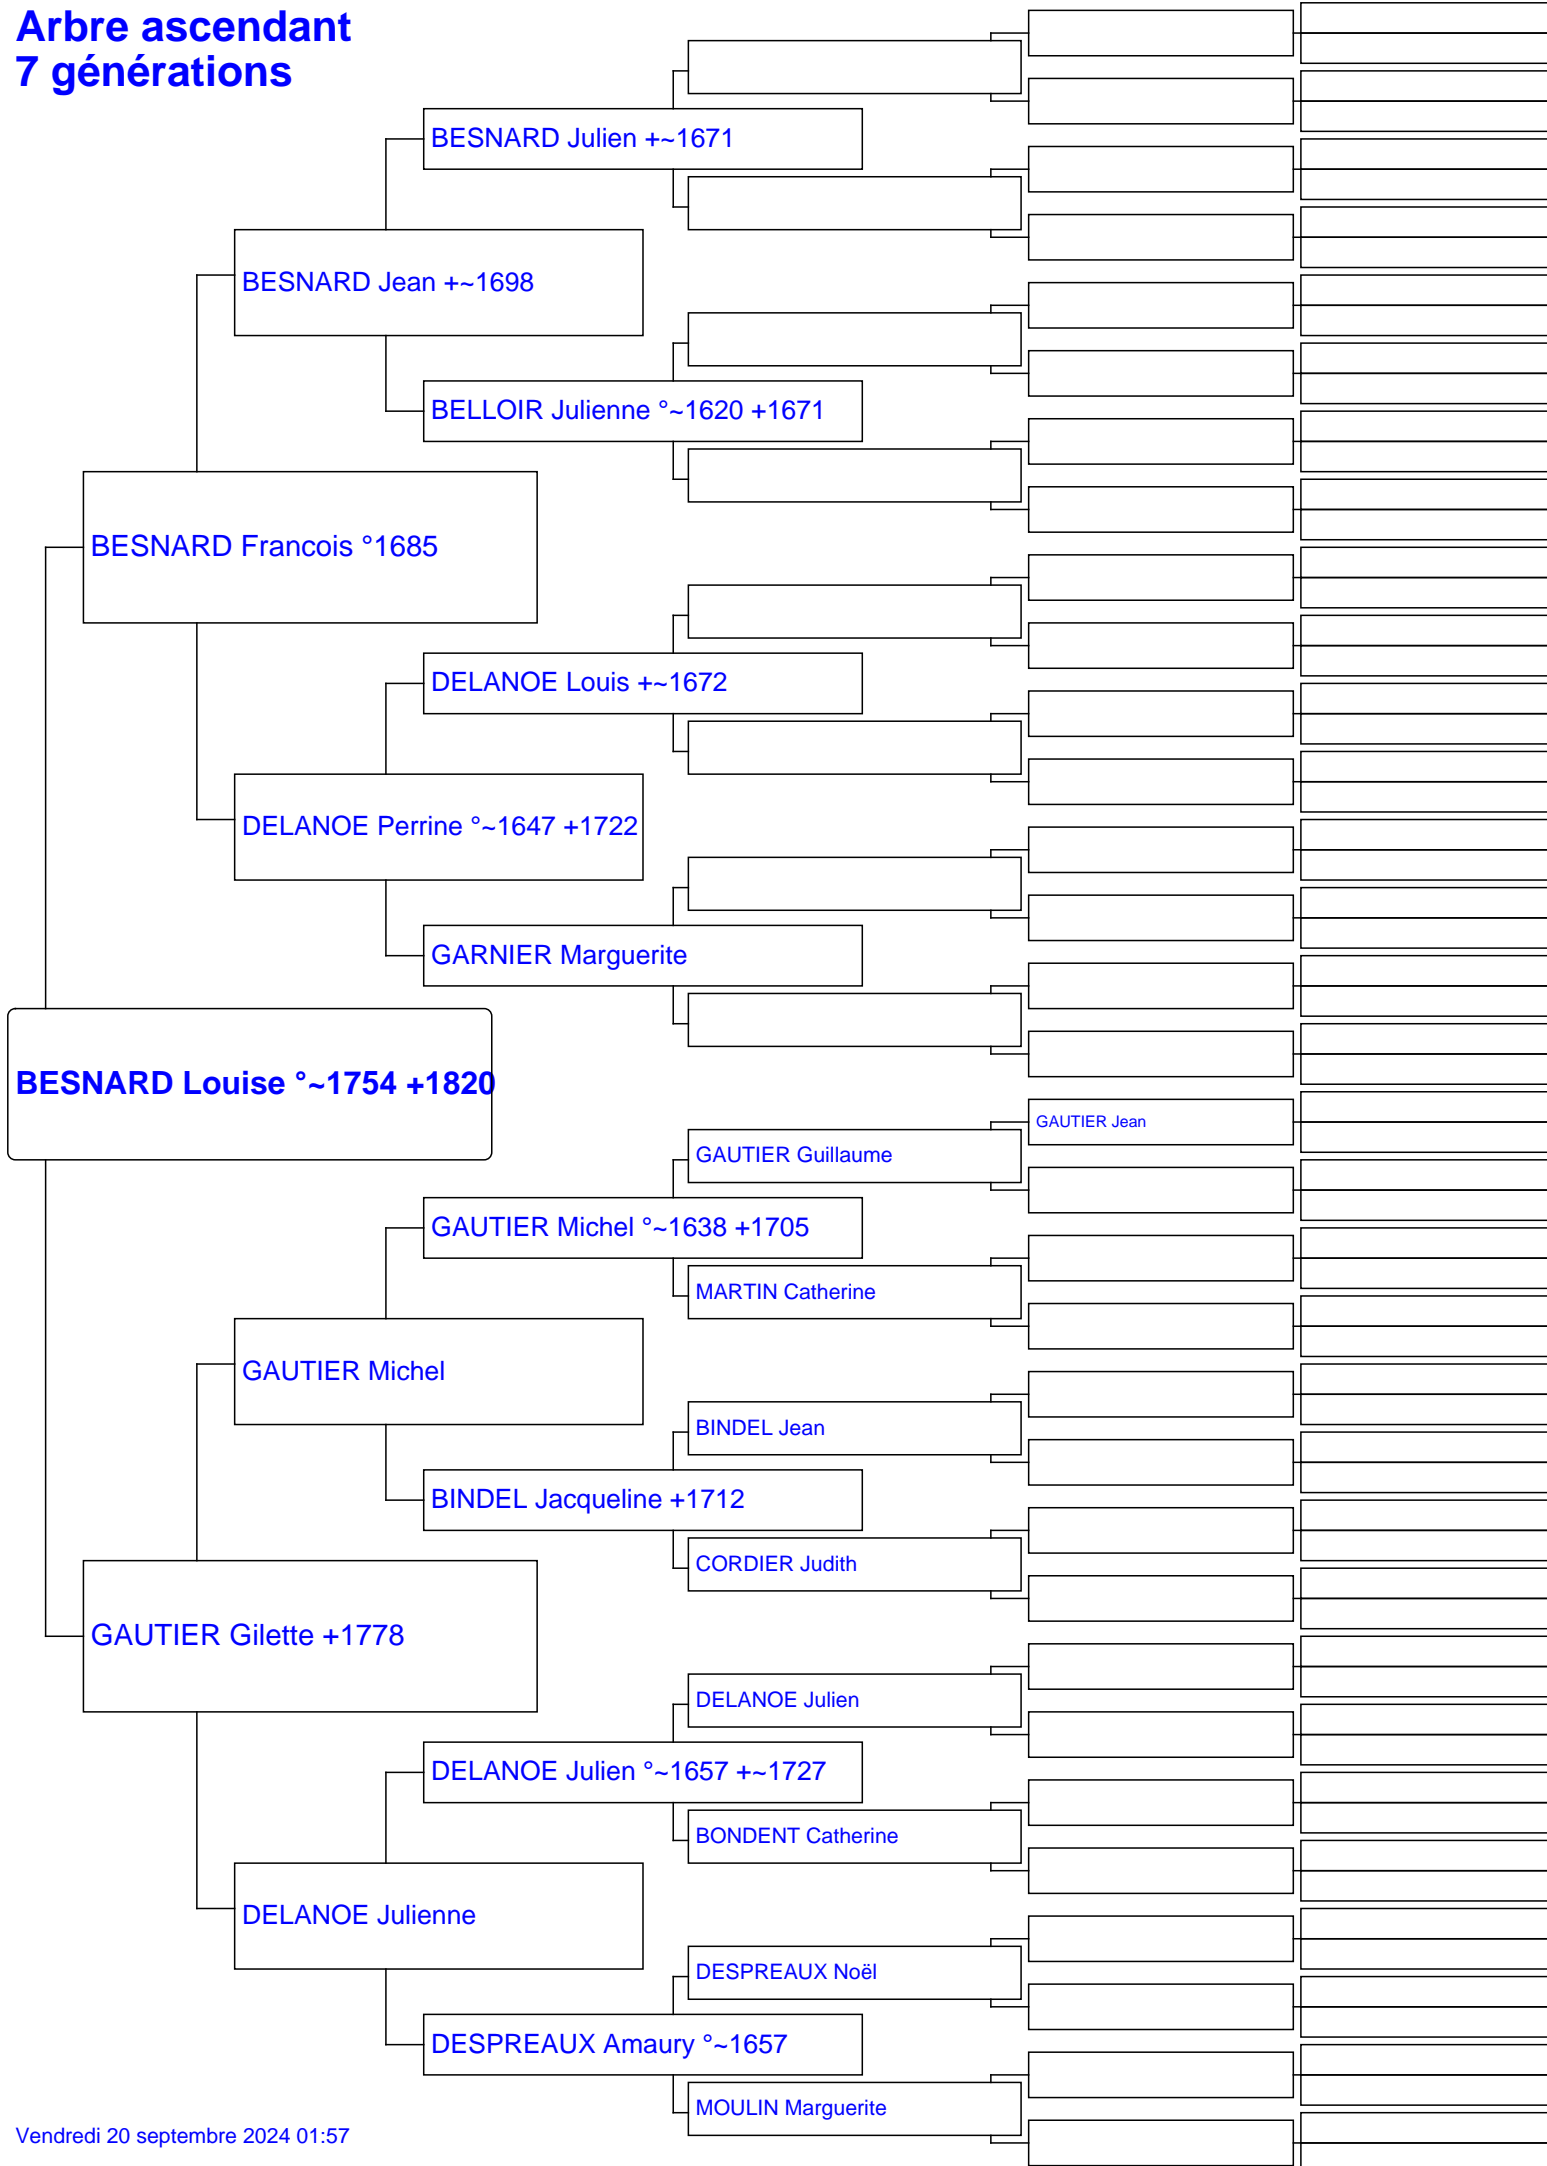 Arbre ascendant
7 générations
BESNARD Julien +~1671
BESNARD Jean +~1698
BELLOIR Julienne °~1620 +1671
BESNARD Francois °1685
DELANOE Louis +~1672
DELANOE Perrine °~1647 +1722
GARNIER Marguerite
BESNARD Louise °~1754 +1820
GAUTIER Jean
GAUTIER Guillaume
GAUTIER Michel °~1638 +1705
MARTIN Catherine
GAUTIER Michel
BINDEL Jean
BINDEL Jacqueline +1712
CORDIER Judith
GAUTIER Gilette +1778
DELANOE Julien
DELANOE Julien °~1657 +~1727
BONDENT Catherine
DELANOE Julienne
DESPREAUX Noël
DESPREAUX Amaury °~1657
MOULIN Marguerite
Vendredi 20 septembre 2024 01:57